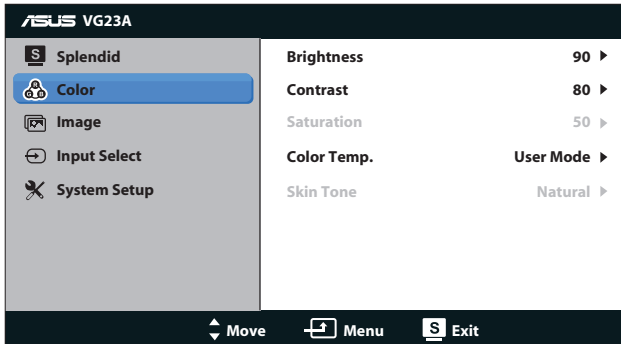 ASUS VG23A
S Splendid
Color
Image
Input Select
System Setup
Brightness 90
Contrast 80
Saturation 50
Color Temp. User Mode
Skin Tone Natural
Move Menu S Exit